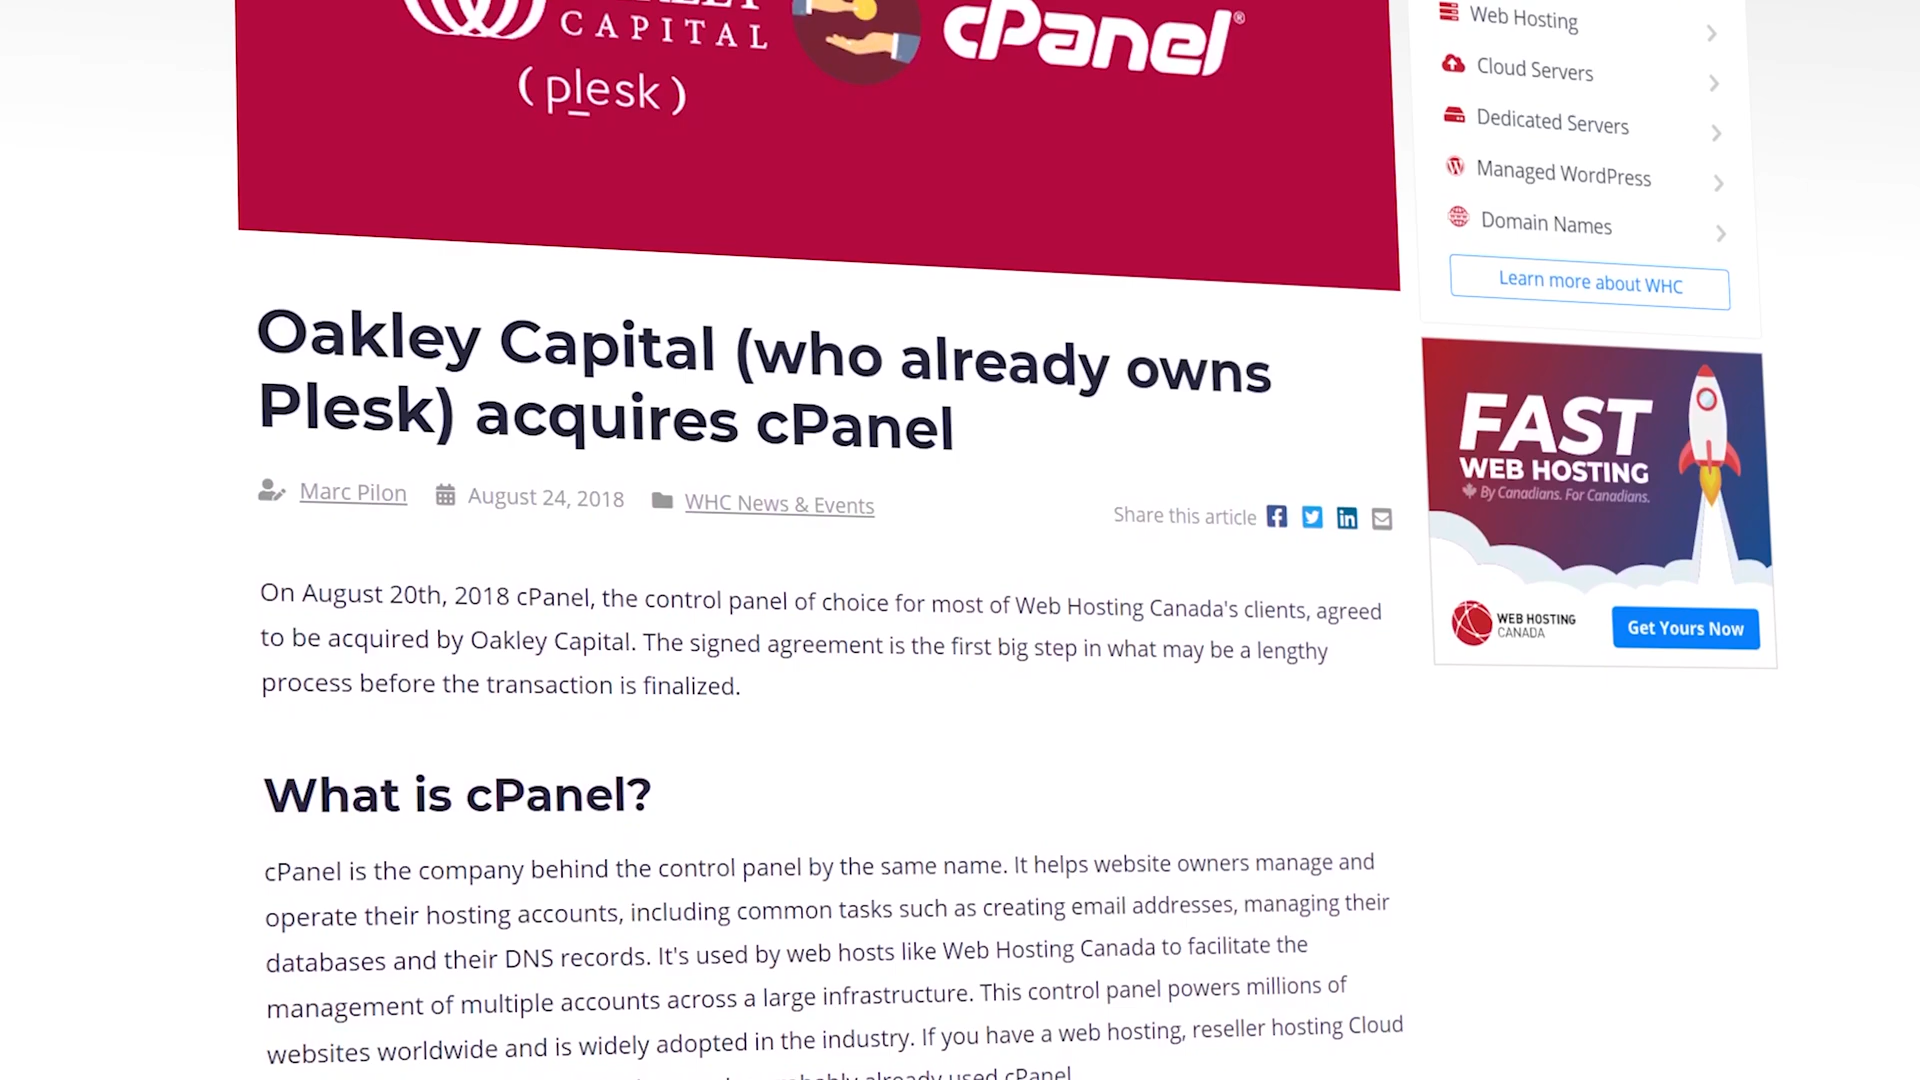 CAPITAL
(plesk)
cPanel®
Web Hosting
Cloud Servers
Dedicated Servers
Managed WordPress
Domain Names
Learn more about WHC
Oakley Capital (who already owns
Plesk) acquires cPanel
Marc Pilon August 24, 2018 WHC News & Events
Share this article
FAST
WEB HOSTING
By Canadians. For Canadians.
WEB HOSTING
CANADA
Get Yours Now
On August 20th, 2018 cPanel, the control panel of choice for most of Web Hosting Canada's clients, agreed
to be acquired by Oakley Capital. The signed agreement is the first big step in what may be a lengthy
process before the transaction is finalized.
What is cPanel?
cPanel is the company behind the control panel by the same name. It helps website owners manage and
operate their hosting accounts, including common tasks such as creating email addresses, managing their
databases and their DNS records. It's used by web hosts like Web Hosting Canada to facilitate the
management of multiple accounts across a large infrastructure. This control panel powers millions of
websites worldwide and is widely adopted in the industry. If you have a web hosting, reseller hosting Cloud
already used cPanel